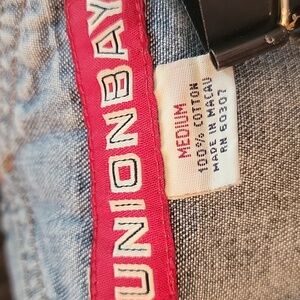 UNIONBAY
MEDIUM
100% COTTON
MADE IN MACAU
RN 60307